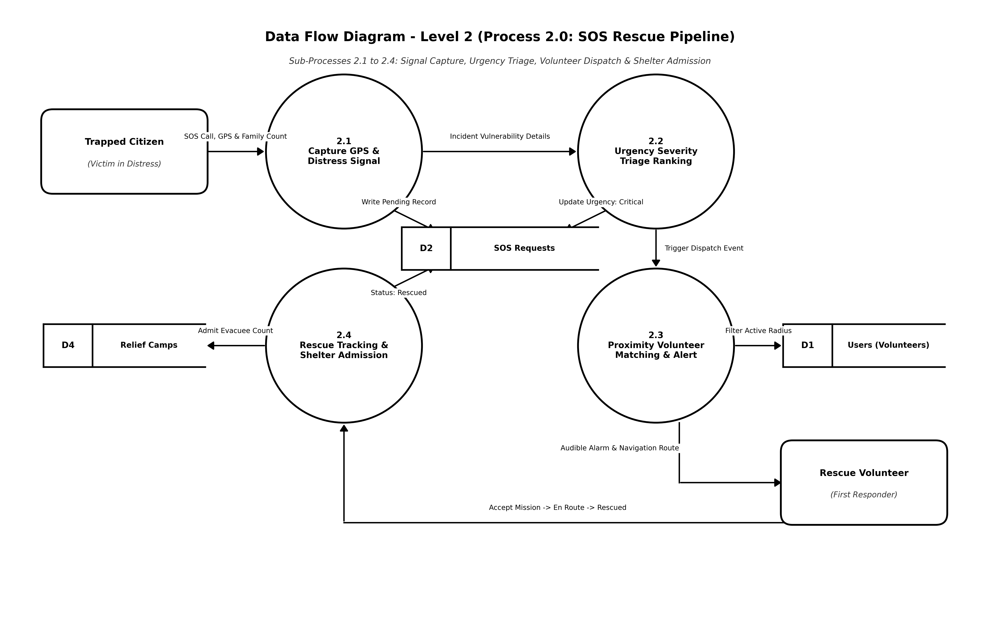 Data Flow Diagram - Level 2 (Process 2.0: SOS Rescue Pipeline)
Sub-Processes 2.1 to 2.4: Signal Capture, Urgency Triage, Volunteer Dispatch & Shelter Admission
Trapped Citizen
(Victim in Distress)
SOS Call, GPS & Family Count
2.1
Capture GPS &
Distress Signal
Incident Vulnerability Details
2.2
Urgency Severity
Triage Ranking
Write Pending Record
Update Urgency: Critical
D2
SOS Requests
Trigger Dispatch Event
Status: Rescued
D4
Relief Camps
Admit Evacuee Count
2.4
Rescue Tracking &
Shelter Admission
2.3
Proximity Volunteer
Matching & Alert
Filter Active Radius
D1
Users (Volunteers)
Audible Alarm & Navigation Route
Rescue Volunteer
(First Responder)
Accept Mission -> En Route -> Rescued